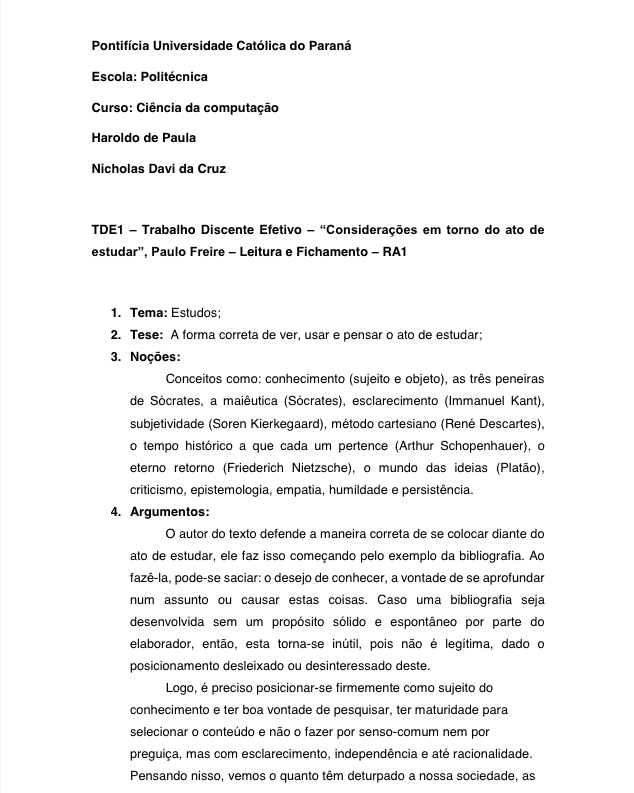 Pontifícia Universidade Católica do Paraná
Escola: Politécnica
Curso: Ciência da computação
Haroldo de Paula
Nicholas Davi da Cruz
TDE1 – Trabalho Discente Efetivo – “Considerações em torno do ato de
estudar”, Paulo Freire – Leitura e Fichamento – RA1
1. Tema: Estudos;
2. Tese: A forma correta de ver, usar e pensar o ato de estudar;
3. Noções:
Conceitos como: conhecimento (sujeito e objeto), as três peneiras
de Sócrates, a maiêutica (Sócrates), esclarecimento (Immanuel Kant),
subjetividade (Soren Kierkegaard), método cartesiano (René Descartes),
o tempo histórico a que cada um pertence (Arthur Schopenhauer), o
eterno retorno (Friederich Nietzsche), o mundo das ideias (Platão),
criticismo, epistemologia, empatia, humildade e persistência.
4. Argumentos:
O autor do texto defende a maneira correta de se colocar diante do
ato de estudar, ele faz isso começando pelo exemplo da bibliografia. Ao
fazê-la, pode-se saciar: o desejo de conhecer, a vontade de se aprofundar
num assunto ou causar estas coisas. Caso uma bibliografia seja
desenvolvida sem um propósito sólido e espontâneo por parte do
elaborador, então, esta torna-se inútil, pois não é legítima, dado o
posicionamento desleixado ou desinteressado deste.
Logo, é preciso posicionar-se firmemente como sujeito do
conhecimento e ter boa vontade de pesquisar, ter maturidade para
selecionar o conteúdo e não o fazer por senso-comum nem por
preguiça, mas com esclarecimento, independência e até racionalidade.
Pensando nisso, vemos o quanto têm deturpado a nossa sociedade, as